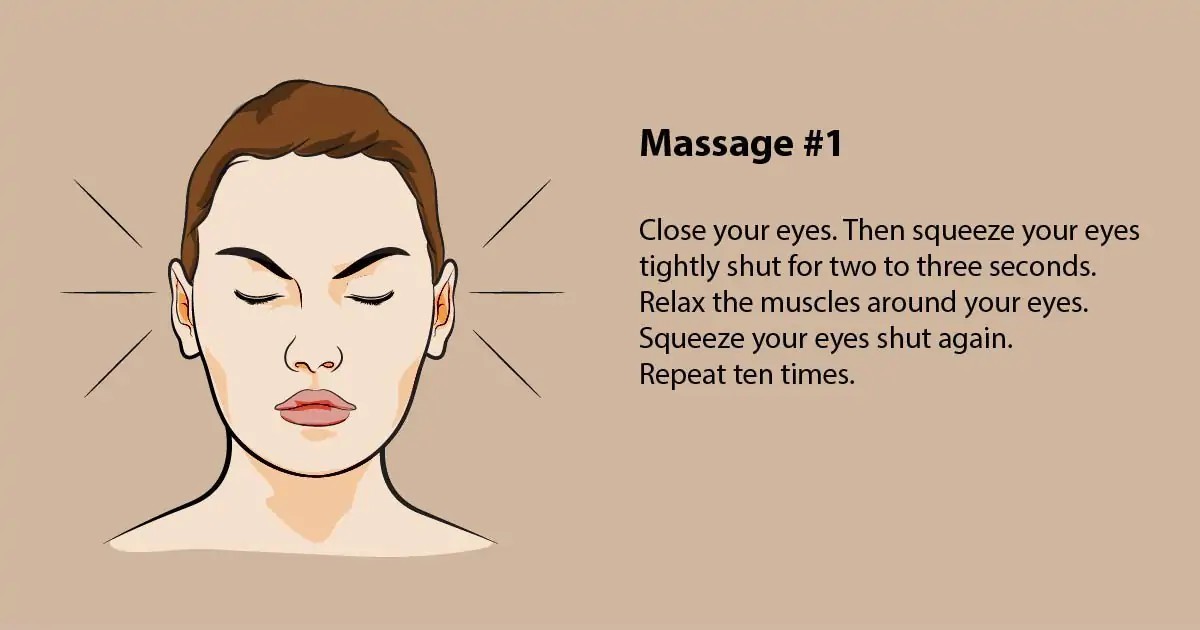 Massage #1
Close your eyes. Then squeeze your eyes
tightly shut for two to three seconds.
Relax the muscles around your eyes.
Squeeze your eyes shut again.
Repeat ten times.